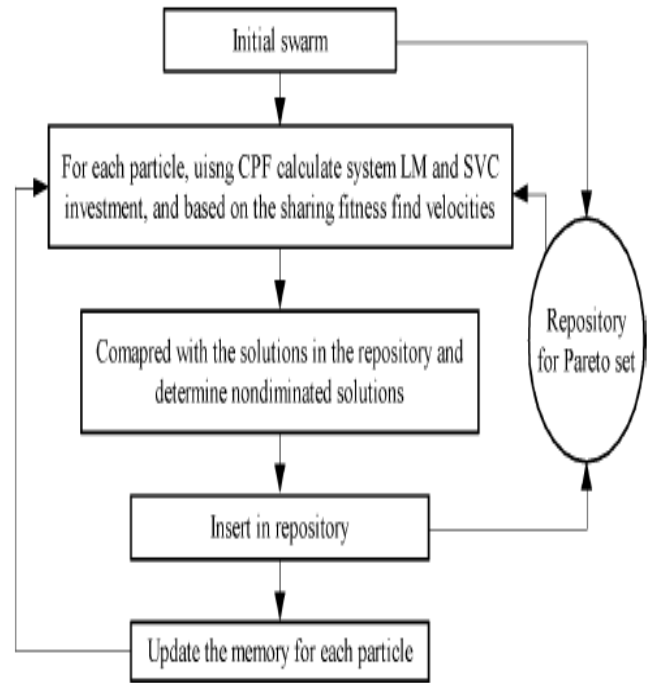 Initial swarm
For each particle, uisng CPF calculate system LM and SVC
investment, and based on the sharing fitness find velocities
Comapred with the solutions in the repository and
determine nondiminated solutions
Insert in repository
Update the memory for each particle
Repository
for Pareto set